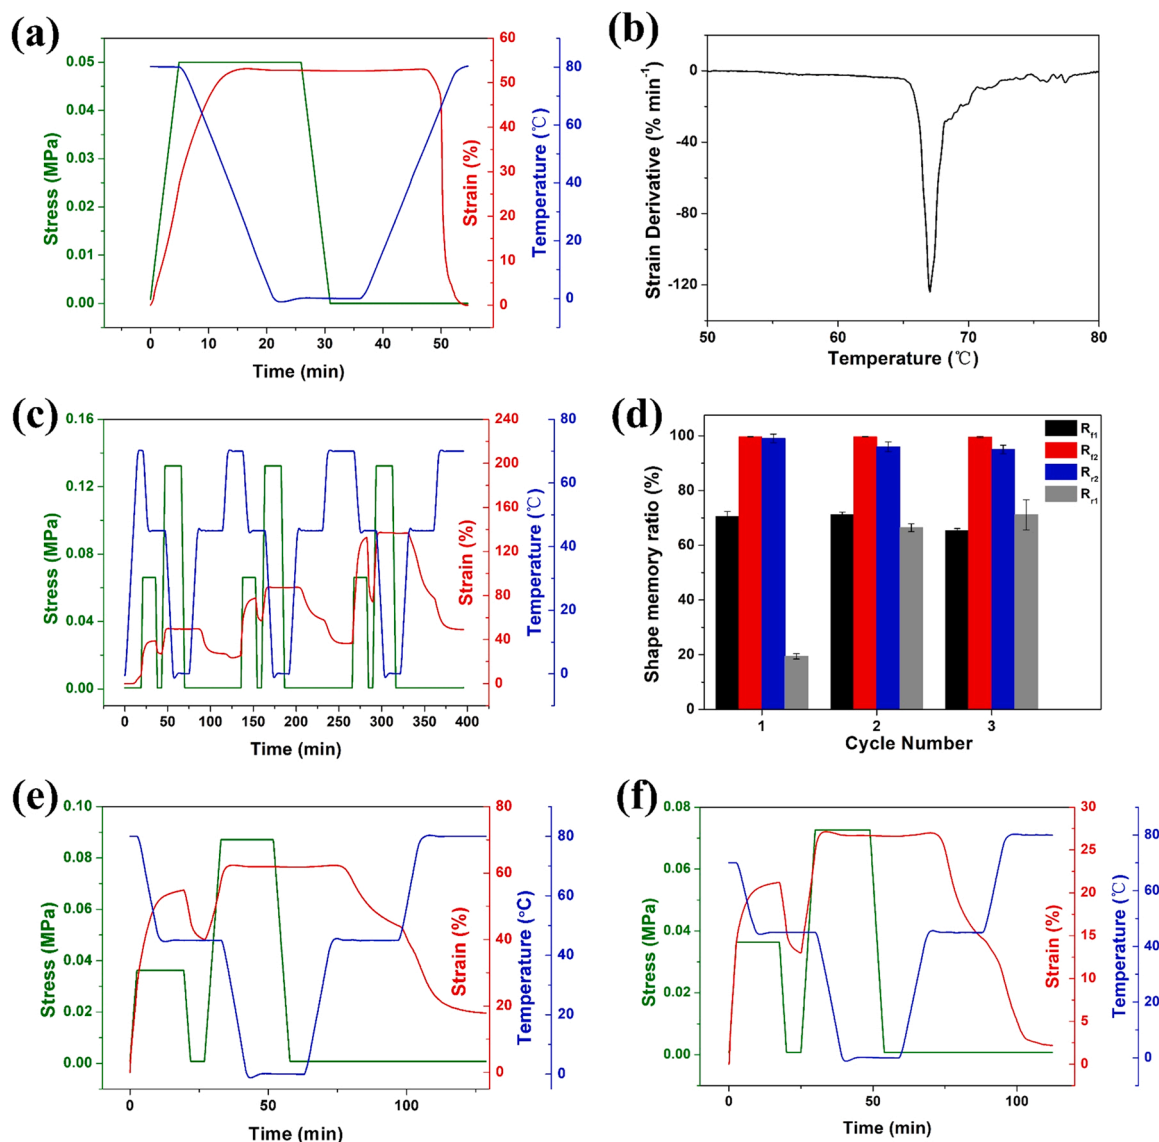 (a)
0.05
0.04
0.03
0.02
0.01
0.00
Stress (MPa)
0 10 20 30 40 50
Time (min)
60
50
40
30
20
10
0
Strain (%)
80
60
40
20
0
Temperature (℃)
(b)
0
-40
-80
-120
Strain Derivative (% min-1)
50 60 70 80
Temperature (℃)
(c)
0.16
0.12
0.08
0.04
0.00
Stress (MPa)
0 50 100 150 200 250 300 350 400
Time (min)
240
200
160
120
80
40
0
Strain (%)
80
60
40
20
0
Temperature (℃)
(d)
100
80
60
40
20
0
Shape memory ratio (%)
1 2 3
Cycle Number
Rf1
Rf2
Rr2
Rr1
(e)
0.10
0.08
0.06
0.04
0.02
0.00
Stress (MPa)
0 50 100
Time (min)
80
60
40
20
0
Strain (%)
80
60
40
20
0
Temperature (°C)
(f)
0.08
0.06
0.04
0.02
0.00
Stress (MPa)
0 50 100
Time (min)
30
25
20
15
10
5
0
Strain (%)
80
60
40
20
0
Temperature (℃)